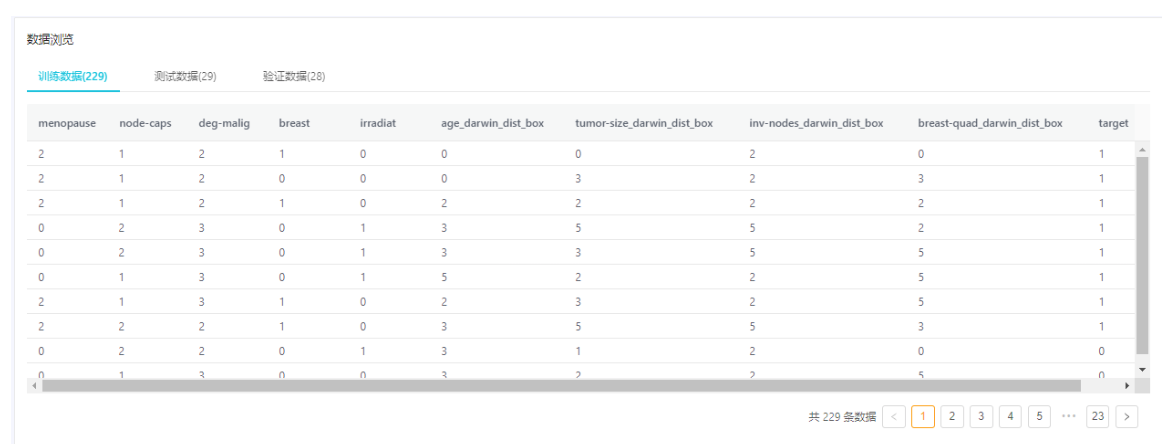 数据浏览
训练数据(229) 测试数据(29) 验证数据(28)
menopause node-caps deg-malig breast irradiat age_darwin_dist_box tumor-size_darwin_dist_box inv-nodes_darwin_dist_box breast-quad_darwin_dist_box target
2 1 2 1 0 0 0 2 0 1
2 1 2 0 0 0 3 2 3 1
2 1 2 1 0 2 2 2 2 1
0 2 3 0 1 3 5 5 2 1
0 2 3 0 1 3 3 5 5 1
0 1 3 0 1 5 2 2 5 1
2 1 3 1 0 2 3 2 5 1
2 2 2 1 0 3 5 5 3 1
0 2 2 0 1 3 1 2 0 0
0 1 3 0 0 3 2 2 5 0
共 229 条数据 < 1 2 3 4 5 ••• 23 >